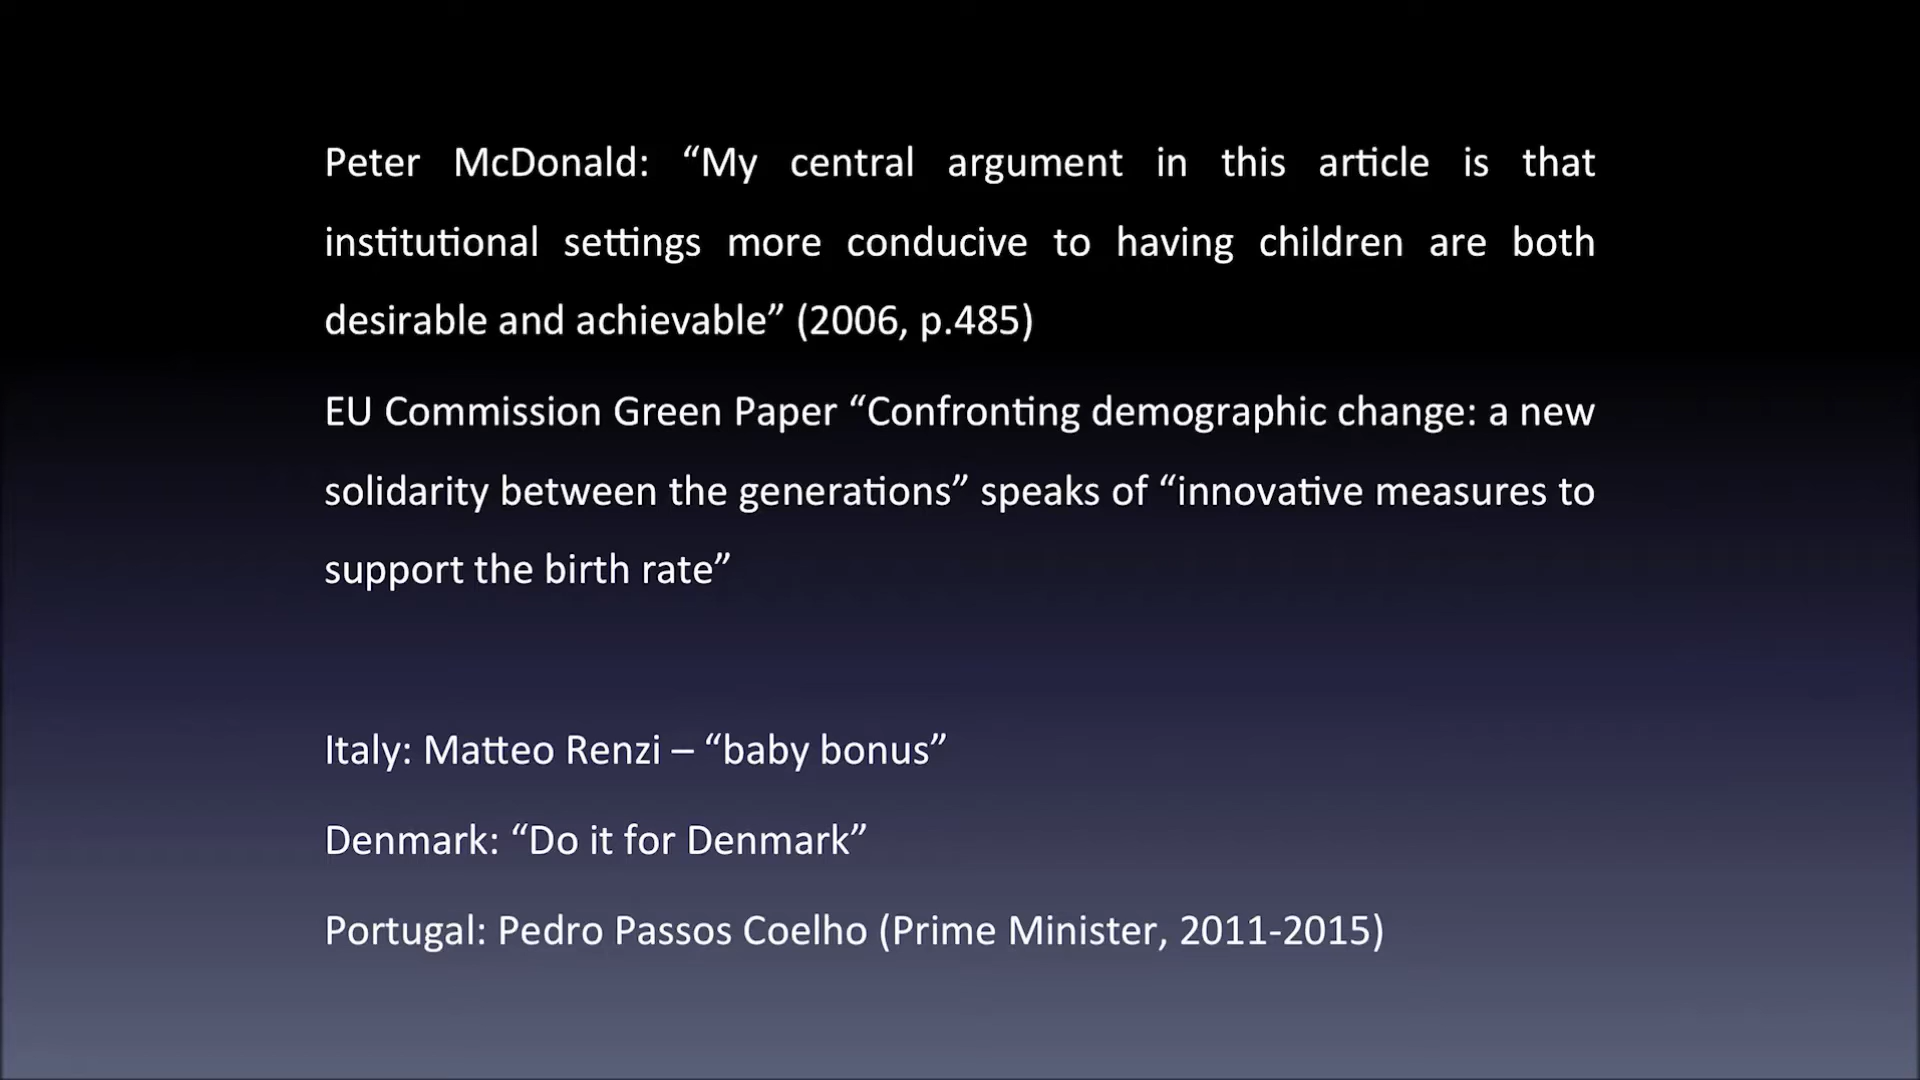 Peter McDonald: “My central argument in this article is that
institutional settings more conducive to having children are both
desirable and achievable” (2006, p.485)
EU Commission Green Paper “Confronting demographic change: a new
solidarity between the generations” speaks of “innovative measures to
support the birth rate”
Italy: Matteo Renzi – “baby bonus”
Denmark: “Do it for Denmark”
Portugal: Pedro Passos Coelho (Prime Minister, 2011-2015)